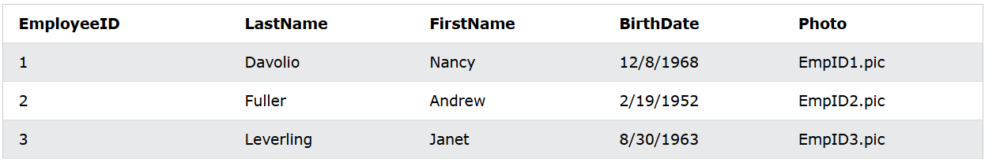 EmployeeID LastName FirstName BirthDate Photo
1 Davolio Nancy 12/8/1968 EmpID1.pic
2 Fuller Andrew 2/19/1952 EmpID2.pic
3 Leverling Janet 8/30/1963 EmpID3.pic